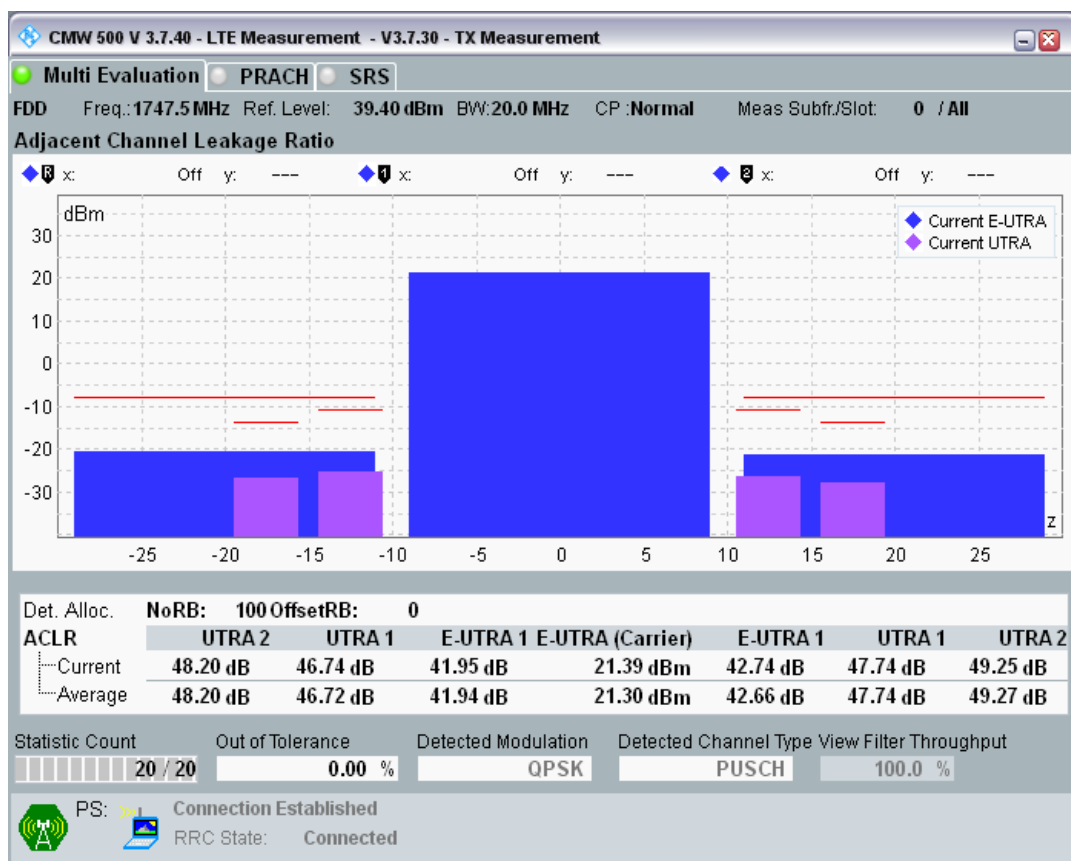 CMW 500 V 3.7.40 - LTE Measurement - V3.7.30 - TX Measurement
Multi Evaluation PRACH SRS
FDD Freq.: 1747.5 MHz Ref. Level: 39.40 dBm BW: 20.0 MHz CP : Normal Meas Subfr./Slot: 0 / All
Adjacent Channel Leakage Ratio
R x: Off y: --- 1 x: Off y: --- 2 x: Off y: ---
dBm
Current E-UTRA
Current UTRA
30
20
10
0
-10
-20
-30
z
-25 -20 -15 -10 -5 0 5 10 15 20 25
Det. Alloc. NoRB: 100 OffsetRB: 0
ACLR UTRA 2 UTRA 1 E-UTRA 1 E-UTRA (Carrier) E-UTRA 1 UTRA 1 UTRA 2
Current 48.20 dB 46.74 dB 41.95 dB 21.39 dBm 42.74 dB 47.74 dB 49.25 dB
Average 48.20 dB 46.72 dB 41.94 dB 21.30 dBm 42.66 dB 47.74 dB 49.27 dB
Statistic Count Out of Tolerance Detected Modulation Detected Channel Type View Filter Throughput
20 / 20 0.00 % QPSK PUSCH 100.0 %
PS: Connection Established
RRC State: Connected